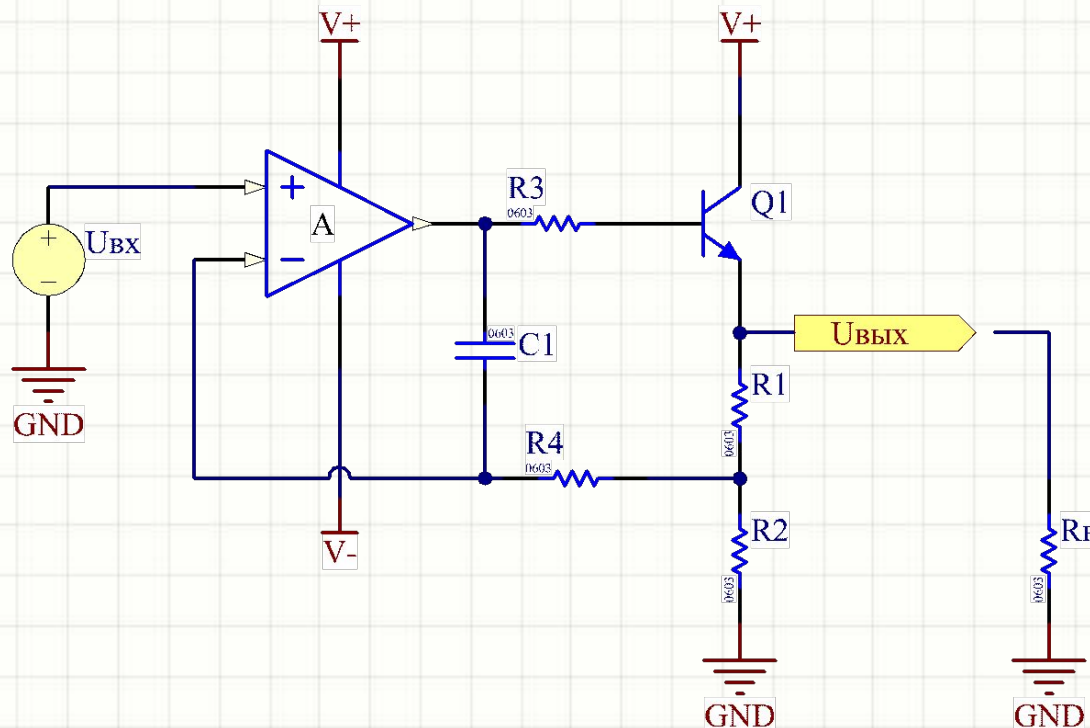 V+
V+
R3
0603
Q1
+
A
Uвх
+
−
−
0603
C1
Uвых
GND
R1
0603
R4
0603
R2
V-
0603
0603
GND
GND